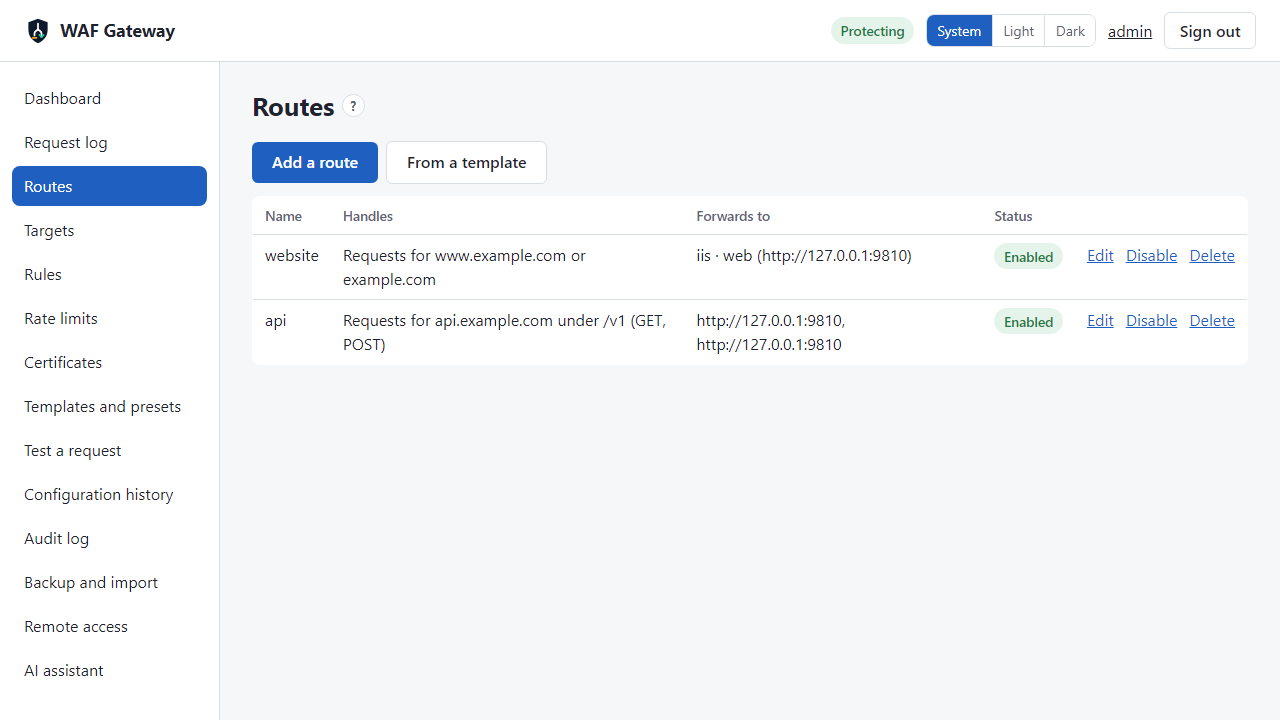 WAF Gateway
Protecting
System Light Dark
admin
Sign out
Dashboard
Request log
Routes
Targets
Rules
Rate limits
Certificates
Templates and presets
Test a request
Configuration history
Audit log
Backup and import
Remote access
AI assistant
Routes ?
Add a route From a template
Name Handles Forwards to Status
website Requests for www.example.com or iis · web (http://127.0.0.1:9810) Enabled Edit Disable Delete
example.com
api Requests for api.example.com under /v1 (GET, http://127.0.0.1:9810, Enabled Edit Disable Delete
POST) http://127.0.0.1:9810